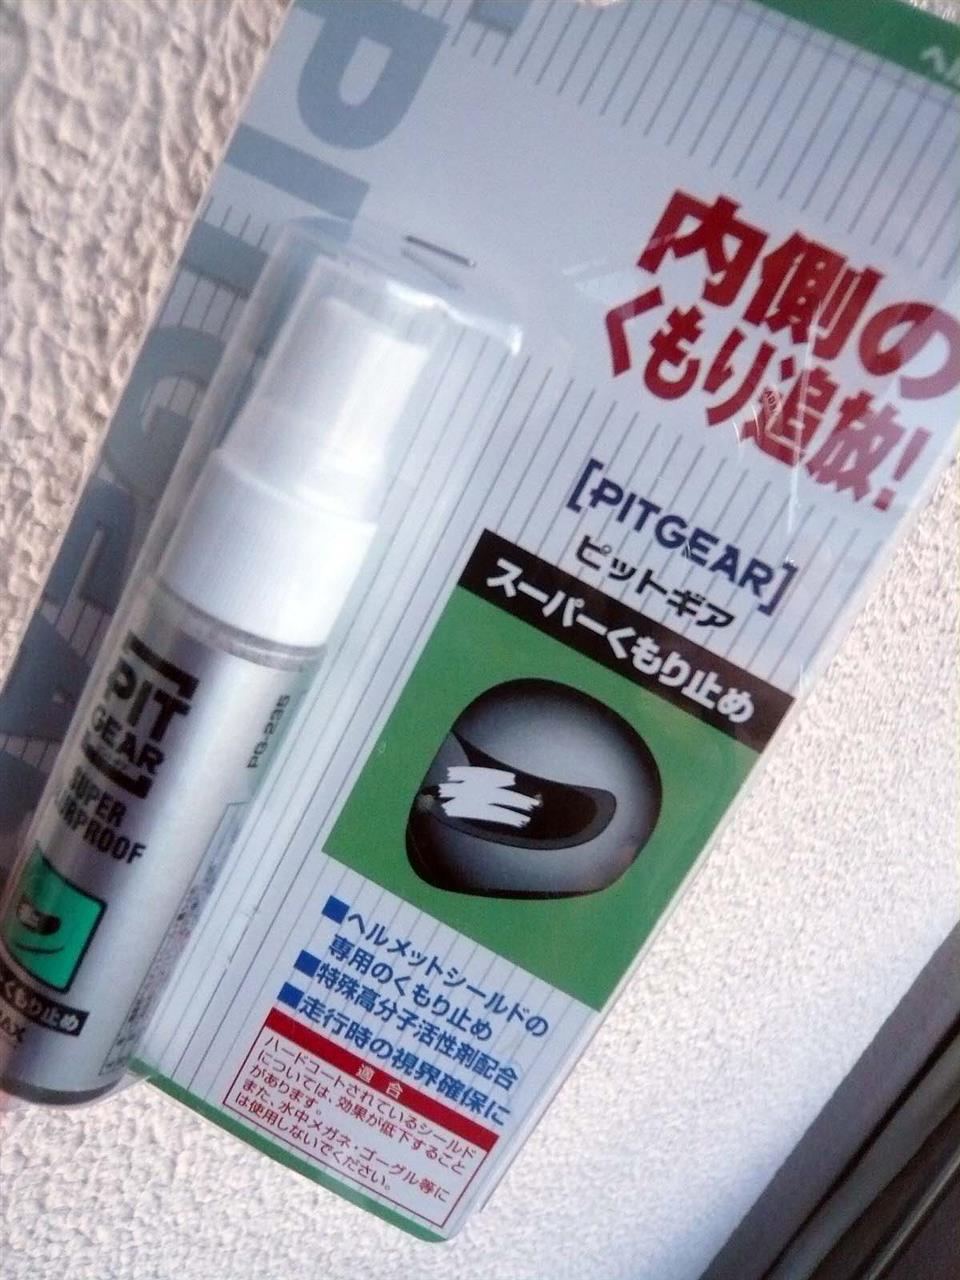 内側の
くもり追放!
[PITGEAR]
ピットギア
スーパーくもり止め
■ヘルメットシールドの
専用のくもり止め
■特殊高分子活性剤配合
■走行時の視界確保に
適合
ハードコートされているシールド
については、効果が低下すること
があります。
また、水中メガネ・ゴーグル等に
は使用しないでください。
PIT
GEAR
SUPER
PG-235
くもり止め